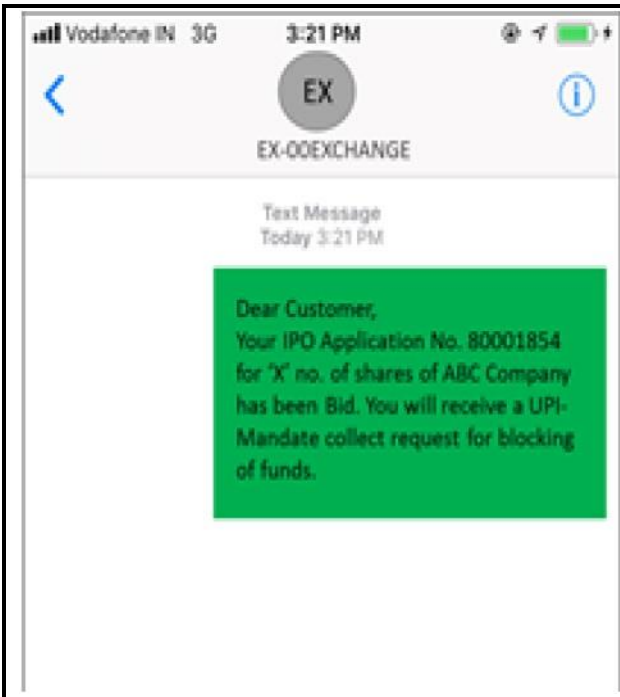 Vodafone IN 3G 3:21 PM
EX
EX-00EXCHANGE
Text Message
Today 3:21 PM
Dear Customer,
Your IPO Application No. 80001854
for 'X' no. of shares of ABC Company
has been Bid. You will receive a UPI-
Mandate collect request for blocking
of funds.